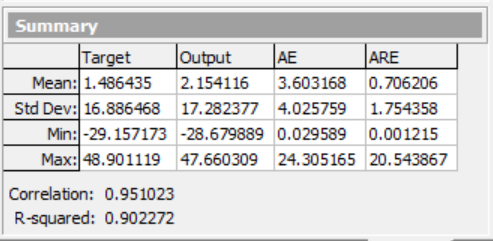 Summary
Target Output AE ARE
Mean: 1.486435 2.154116 3.603168 0.706206
Std Dev: 16.886468 17.282377 4.025759 1.754358
Min: -29.157173 -28.679889 0.029589 0.001215
Max: 48.901119 47.660309 24.305165 20.543867
Correlation: 0.951023
R-squared: 0.902272